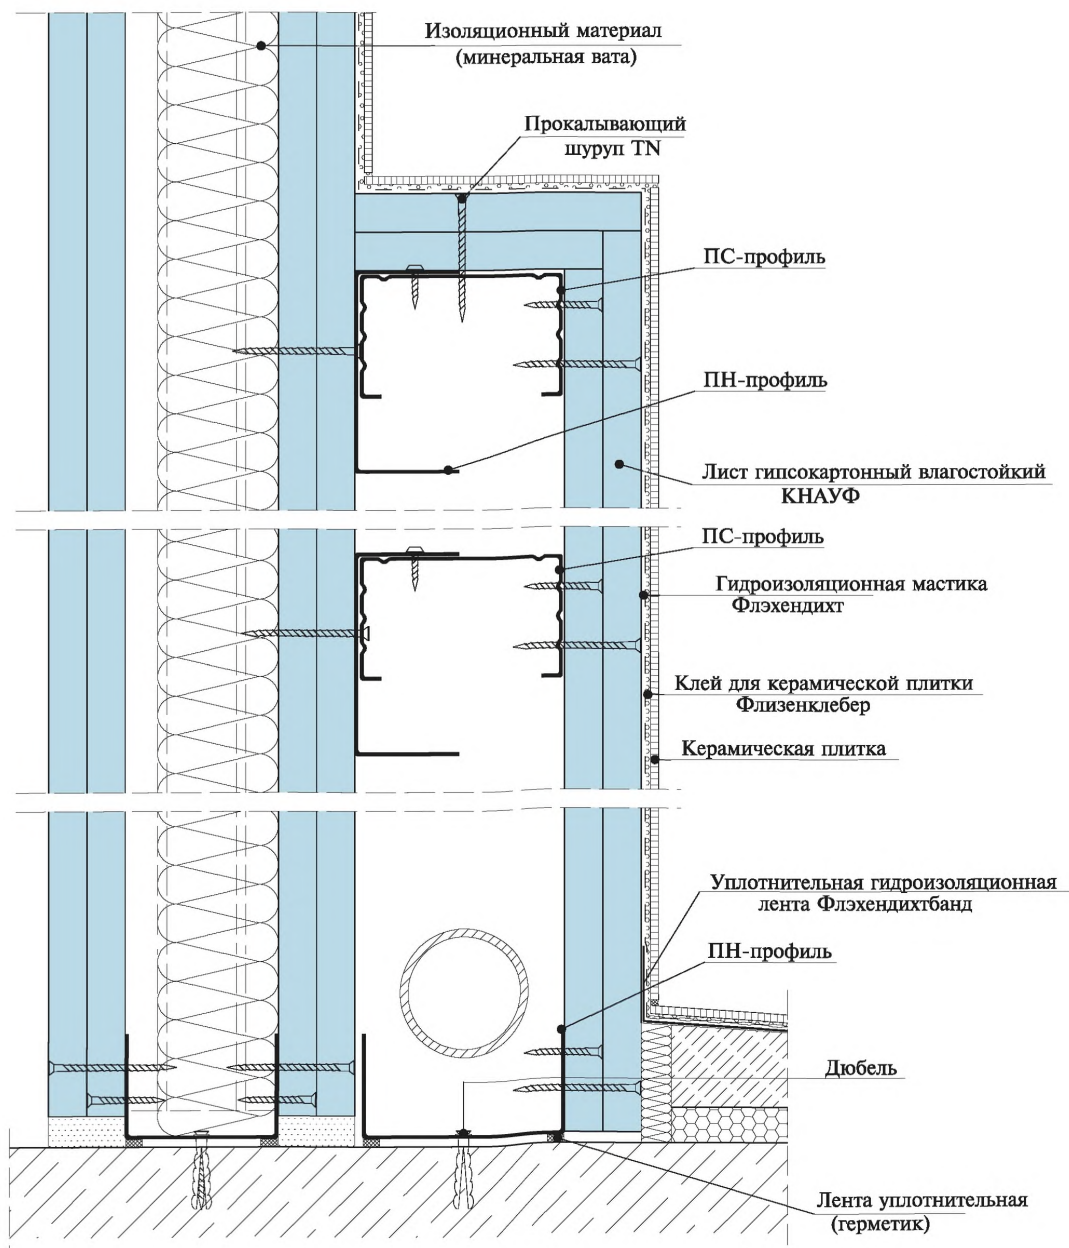 Изоляционный материал
(минеральная вата)
Прокалывающий
шуруп TN
ПС-профиль
ПН-профиль
Лист гипсокартонный влагостойкий
КНАУФ
ПС-профиль
Гидроизоляционная мастика
Флэхендихт
Клей для керамической плитки
Флизенклебер
Керамическая плитка
Уплотнительная гидроизоляционная
лента Флэхендихтбанд
ПН-профиль
Дюбель
Лента уплотнительная
(герметик)